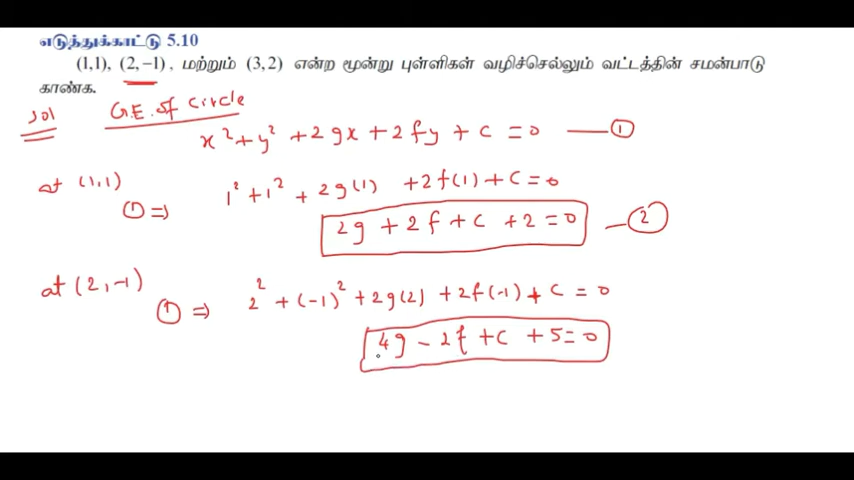 எடுத்துக்காட்டு 5.10
(1,1), (2,−1), மற்றும் (3,2) என்ற மூன்று புள்ளிகள் வழிச்செல்லும் வட்டத்தின் சமன்பாடு
காண்க.
Sol G.E. of Circle
x² + y² + 2gx + 2fy + c = 0 —— ①
at (1,1)
① ⇒ 1² + 1² + 2g(1) + 2f(1) + c = 0
2g + 2f + c + 2 = 0 — ②
at (2,−1)
① ⇒ 2² + (−1)² + 2g(2) + 2f(−1) + c = 0
4g − 2f + c + 5 = 0